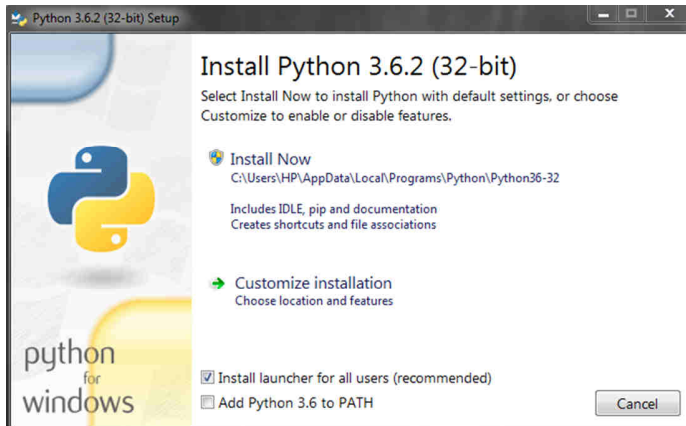 Python 3.6.2 (32-bit) Setup
Install Python 3.6.2 (32-bit)
Select Install Now to install Python with default settings, or choose
Customize to enable or disable features.
Install Now
C:\Users\HP\AppData\Local\Programs\Python\Python36-32
Includes IDLE, pip and documentation
Creates shortcuts and file associations
Customize installation
Choose location and features
python
for
windows
Install launcher for all users (recommended)
Add Python 3.6 to PATH
Cancel